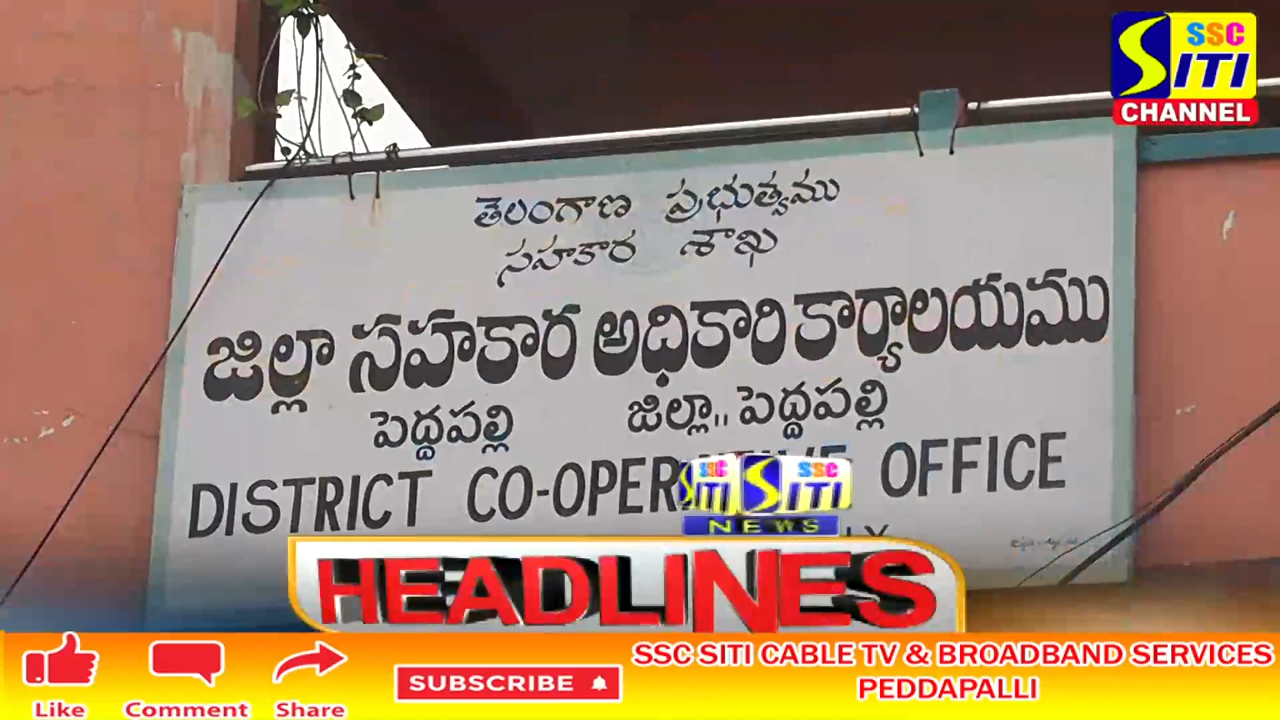 SSC
SITI
CHANNEL
తెలంగాణ ప్రభుత్వము
సహకార శాఖ
జిల్లా సహకార అధికారి కార్యాలయము
పెద్దపల్లి జిల్లా.. పెద్దపల్లి
DISTRICT CO-OPERATIVE OFFICE
SSC SITI SSC SITI
NEWS
HEADLINES
SSC SITI CABLE TV & BROADBAND SERVICES
PEDDAPALLI
SUBSCRIBE
Like Comment Share